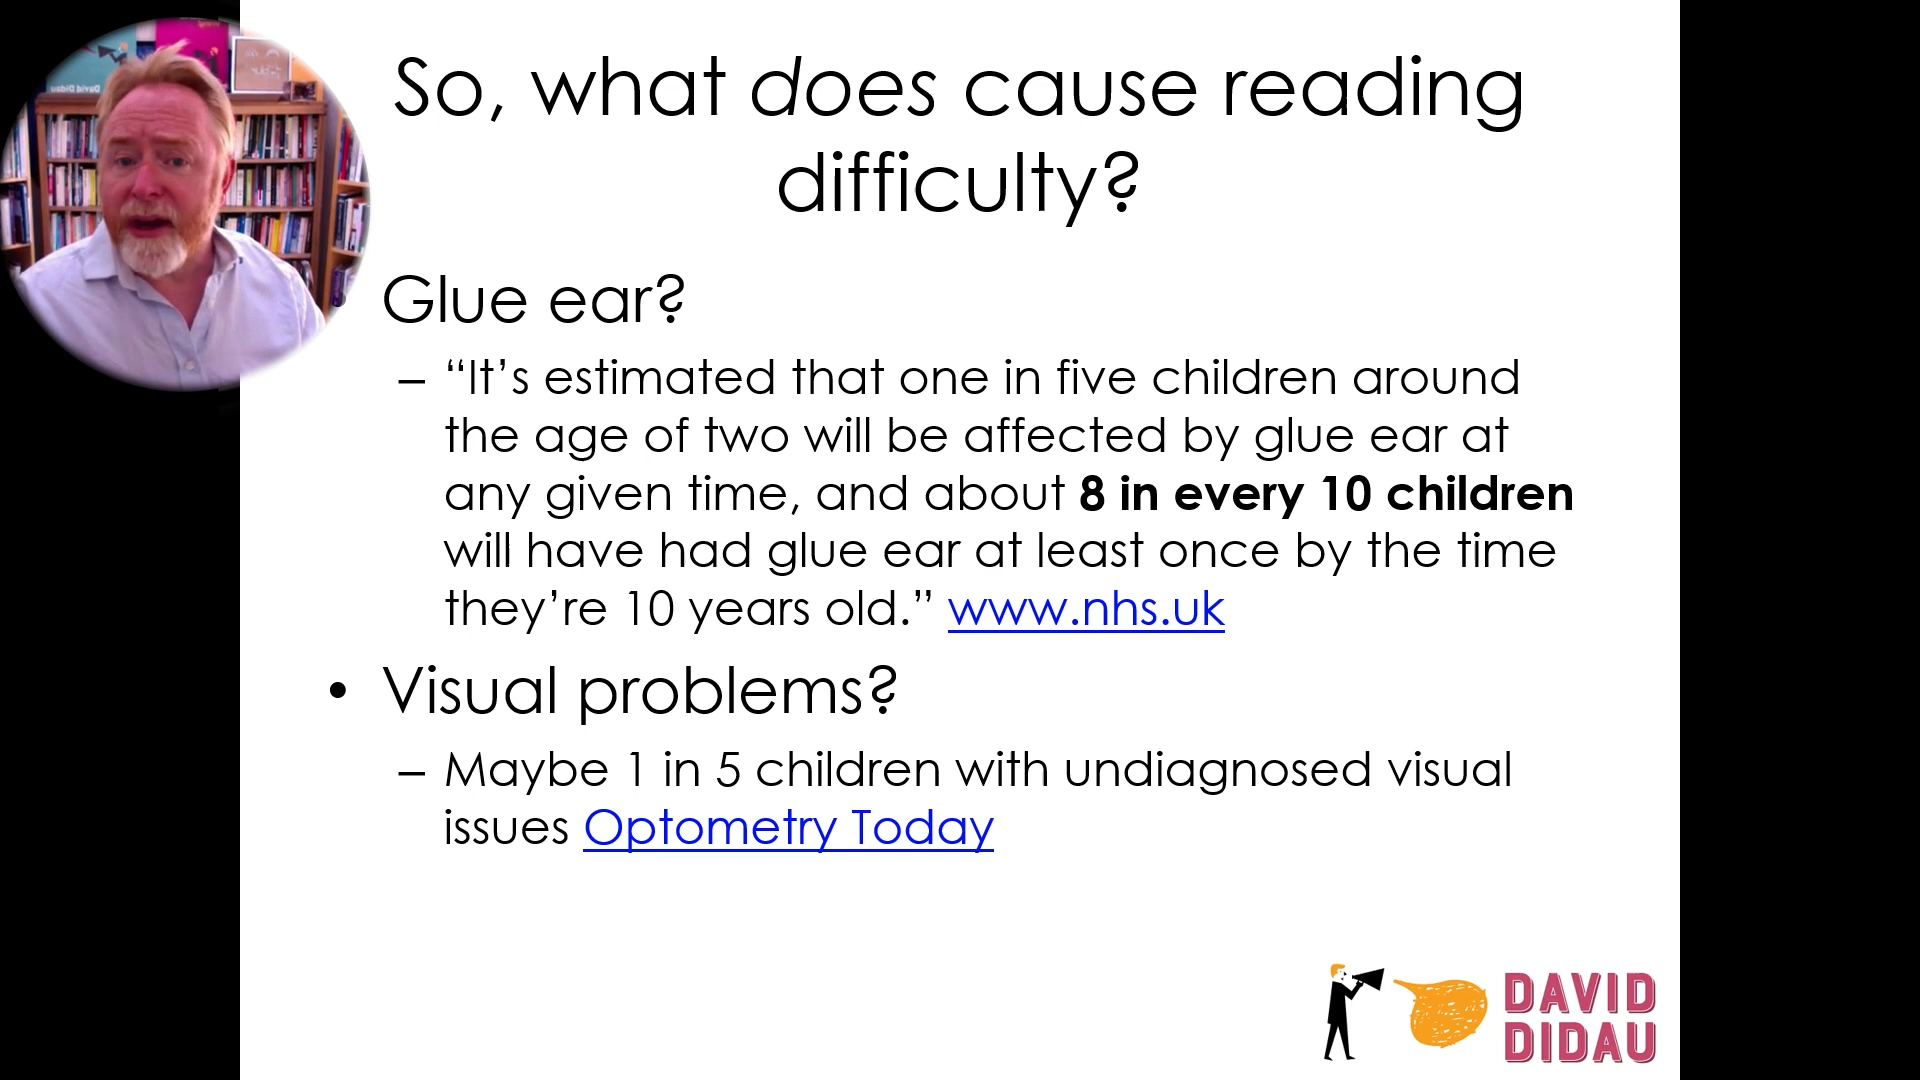 So, what does cause reading
difficulty?
Glue ear?
– “It’s estimated that one in five children around
the age of two will be affected by glue ear at
any given time, and about 8 in every 10 children
will have had glue ear at least once by the time
they’re 10 years old.” www.nhs.uk
• Visual problems?
– Maybe 1 in 5 children with undiagnosed visual
issues Optometry Today
DAVID
DIDAU